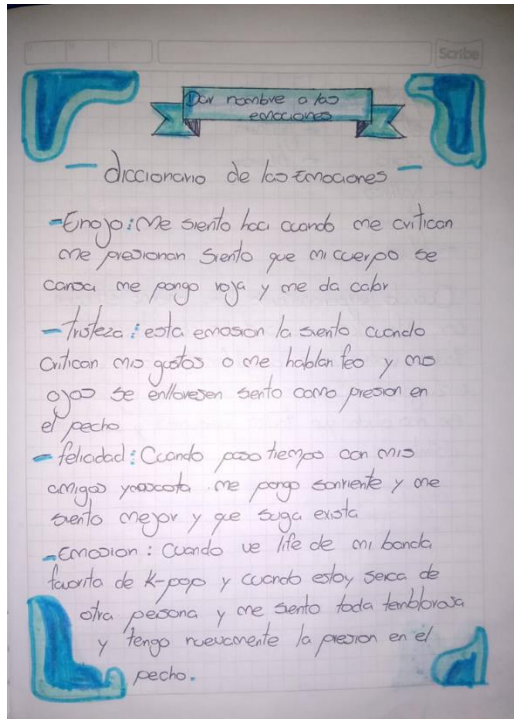 Scribe
Dar nombre a las
emociones
- diccionario de las Emociones -
- Enojo: Me siento haci cuando me critican
me presionan siento que mi cuerpo se
cansa me pongo roja y me da calor
- tristeza: esta emosion la siento cuando
Critican mis gustos o me hablan feo y mis
ojos se enlloresen siento como presion en
el pecho
- felicidad: Cuando paso tiempo con mis
amigas y mascota me pongo sonriente y me
siento mejor y que suga exista
- Emosion: Cuando ve life de mi banda
favorita de K-pop y cuando estoy serca de
otra persona y me siento toda temblorosa
y tengo nuevamente la presion en el
pecho.